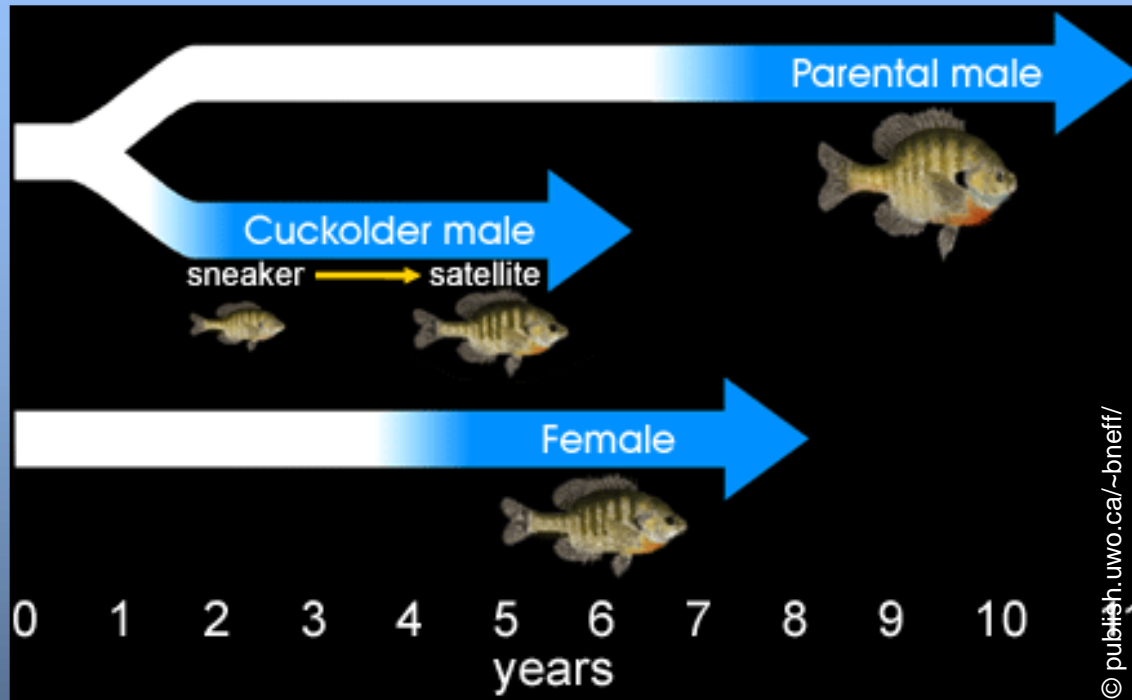 Parental male
Cuckolder male
sneaker satellite
Female
0 1 2 3 4 5 6 7 8 9 10
years
© publish.uwo.ca/~bneff/